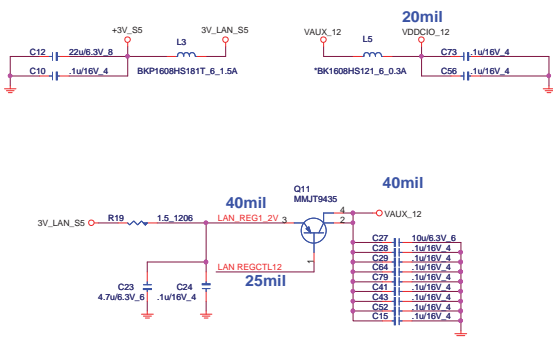 20mil
+3V_S5 3V_LAN_S5 VAUX_12 VDDCIO_12
L3 L5
C12 22u/6.3V_8 C73 .1u/16V_4
C10 .1u/16V_4 BKP1608HS181T_6_1.5A *BK1608HS121_6_0.3A C56 .1u/16V_4
Q11
MMJT9435
40mil 40mil
3V_LAN_S5 R19 1.5_1206 LAN_REG1_2V 3 4 2 VAUX_12
LAN REGCTL12 1
25mil
C23 C24
4.7u/6.3V_6 .1u/16V_4
C27 10u/6.3V_6
C28 .1u/16V_4
C29 .1u/16V_4
C64 .1u/16V_4
C79 .1u/16V_4
C41 .1u/16V_4
C43 .1u/16V_4
C52 .1u/16V_4
C15 .1u/16V_4